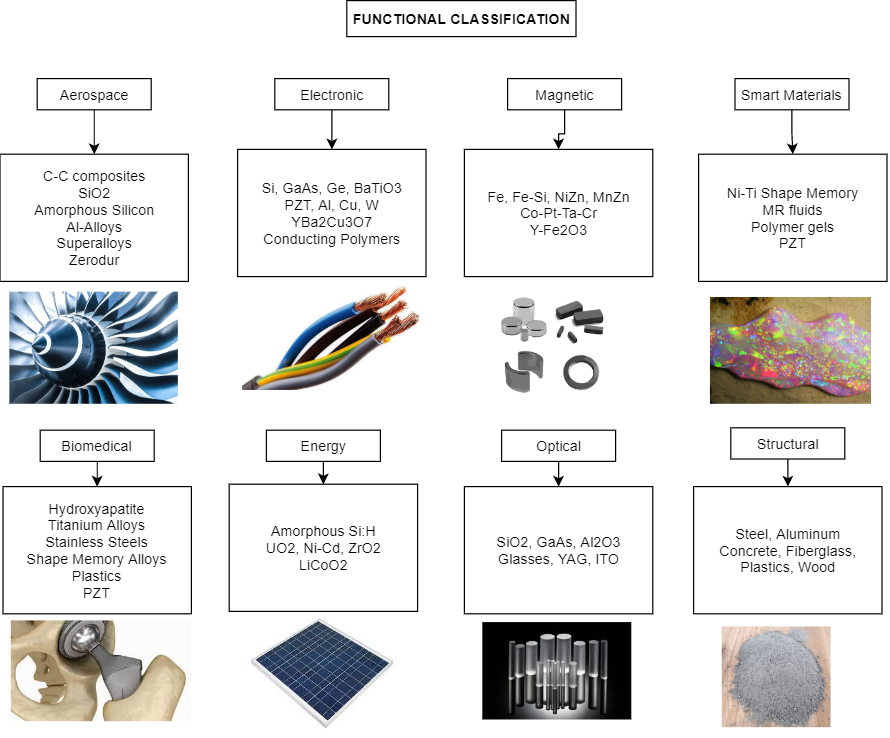 FUNCTIONAL CLASSIFICATION
Aerospace
Electronic
Magnetic
Smart Materials
C-C composites
SiO2
Amorphous Silicon
Al-Alloys
Superalloys
Zerodur
Si, GaAs, Ge, BaTiO3
PZT, Al, Cu, W
YBa2Cu3O7
Conducting Polymers
Fe, Fe-Si, NiZn, MnZn
Co-Pt-Ta-Cr
Y-Fe2O3
Ni-Ti Shape Memory
MR fluids
Polymer gels
PZT
Biomedical
Energy
Optical
Structural
Hydroxyapatite
Titanium Alloys
Stainless Steels
Shape Memory Alloys
Plastics
PZT
Amorphous Si:H
UO2, Ni-Cd, ZrO2
LiCoO2
SiO2, GaAs, Al2O3
Glasses, YAG, ITO
Steel, Aluminum
Concrete, Fiberglass,
Plastics, Wood